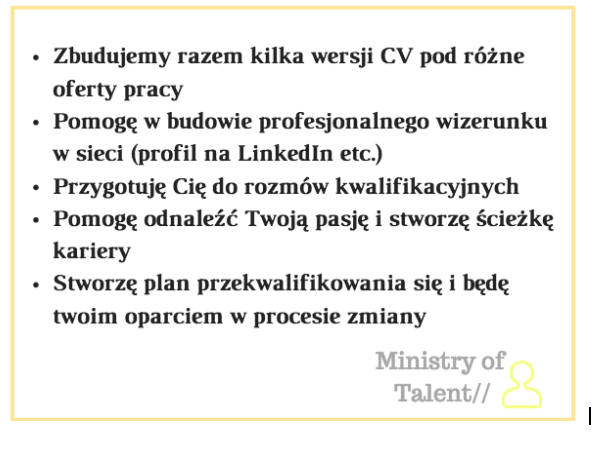 • Zbudujemy razem kilka wersji CV pod różne
oferty pracy
• Pomogę w budowie profesjonalnego wizerunku
w sieci (profil na LinkedIn etc.)
• Przygotuję Cię do rozmów kwalifikacyjnych
• Pomogę odnaleźć Twoją pasję i stworzę ścieżkę
kariery
• Stworzę plan przekwalifikowania się i będę
twoim oparciem w procesie zmiany
Ministry of
Talent//